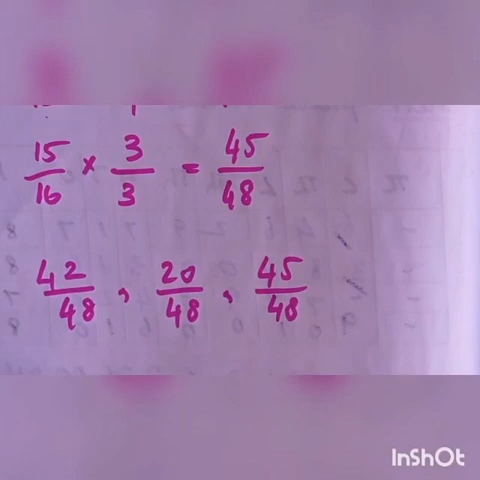 15/16 × 3/3 = 45/48
42/48, 20/48, 45/48
InShOt